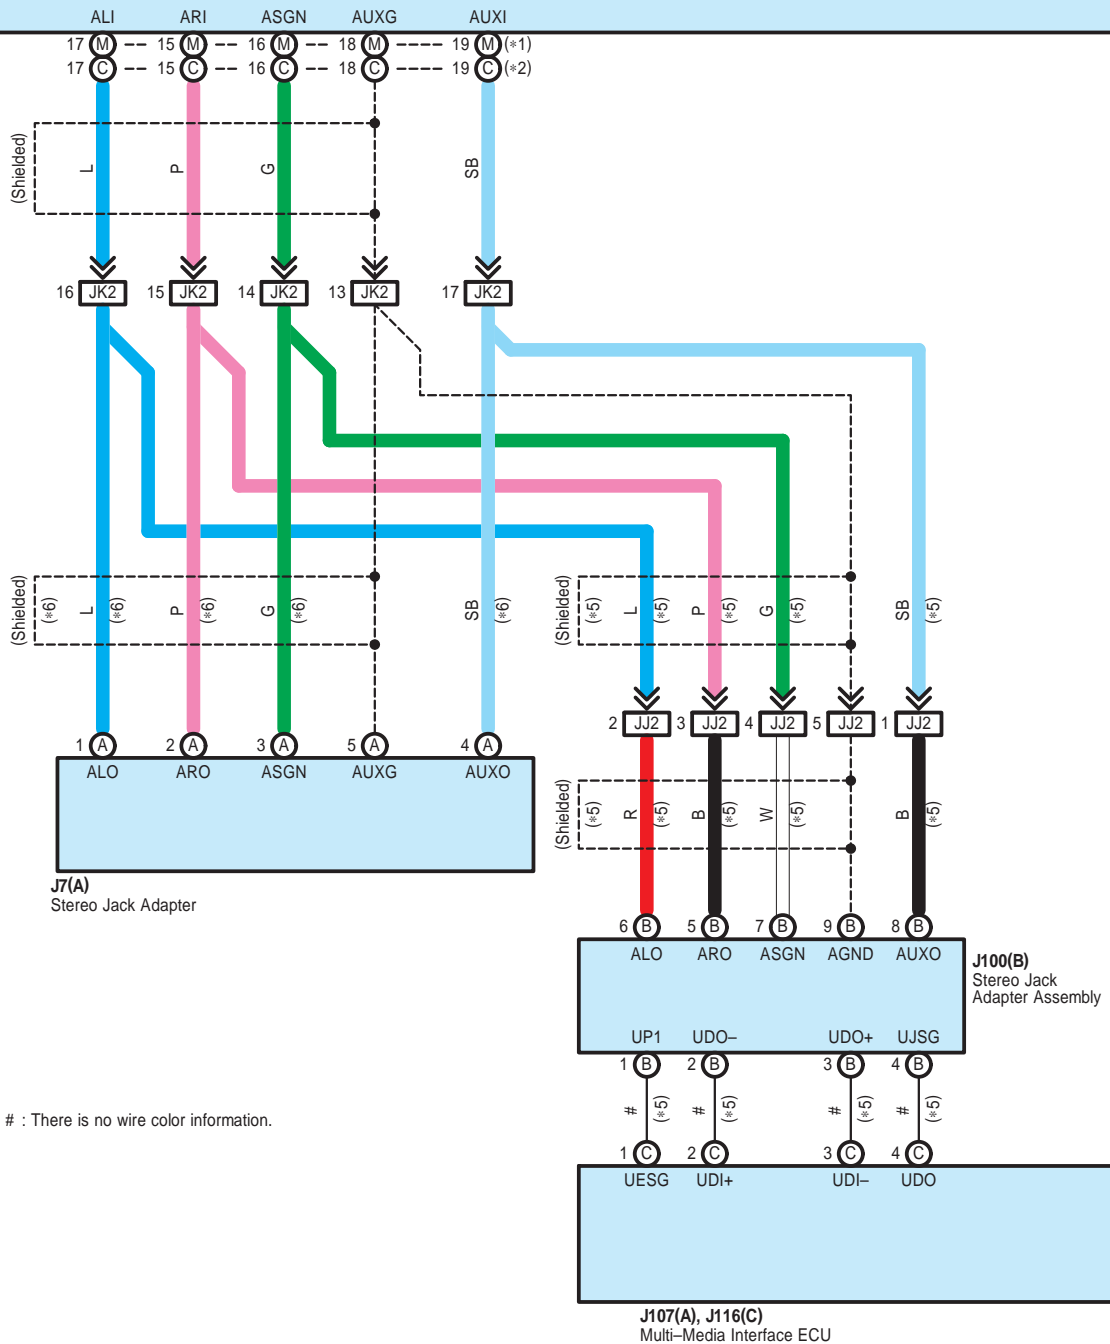 ALI ARI ASGN AUXG AUXI
17 M 15 M 16 M 18 M 19 M (*1)
17 C 15 C 16 C 18 C 19 C (*2)
(Shielded) L P G SB
16 JK2 15 JK2 14 JK2 13 JK2 17 JK2
(Shielded) (*6) L (*6) P (*6) G (*6) SB (*6) (Shielded) (*5) L (*5) P (*5) G (*5) SB (*5)
2 JJ2 3 JJ2 4 JJ2 5 JJ2 1 JJ2
1 A 2 A 3 A 5 A 4 A
ALO ARO ASGN AUXG AUXO
(Shielded) (*5) R (*5) B (*5) W (*5) B (*5)
J7(A)
Stereo Jack Adapter
6 B 5 B 7 B 9 B 8 B
ALO ARO ASGN AGND AUXO
J100(B)
Stereo Jack
Adapter Assembly
UP1 UDO– UDO+ UJSG
1 B 2 B 3 B 4 B
# (*5) # (*5) # (*5) # (*5)
# : There is no wire color information.
1 C 2 C 3 C 4 C
UESG UDI+ UDI– UDO
J107(A), J116(C)
Multi–Media Interface ECU